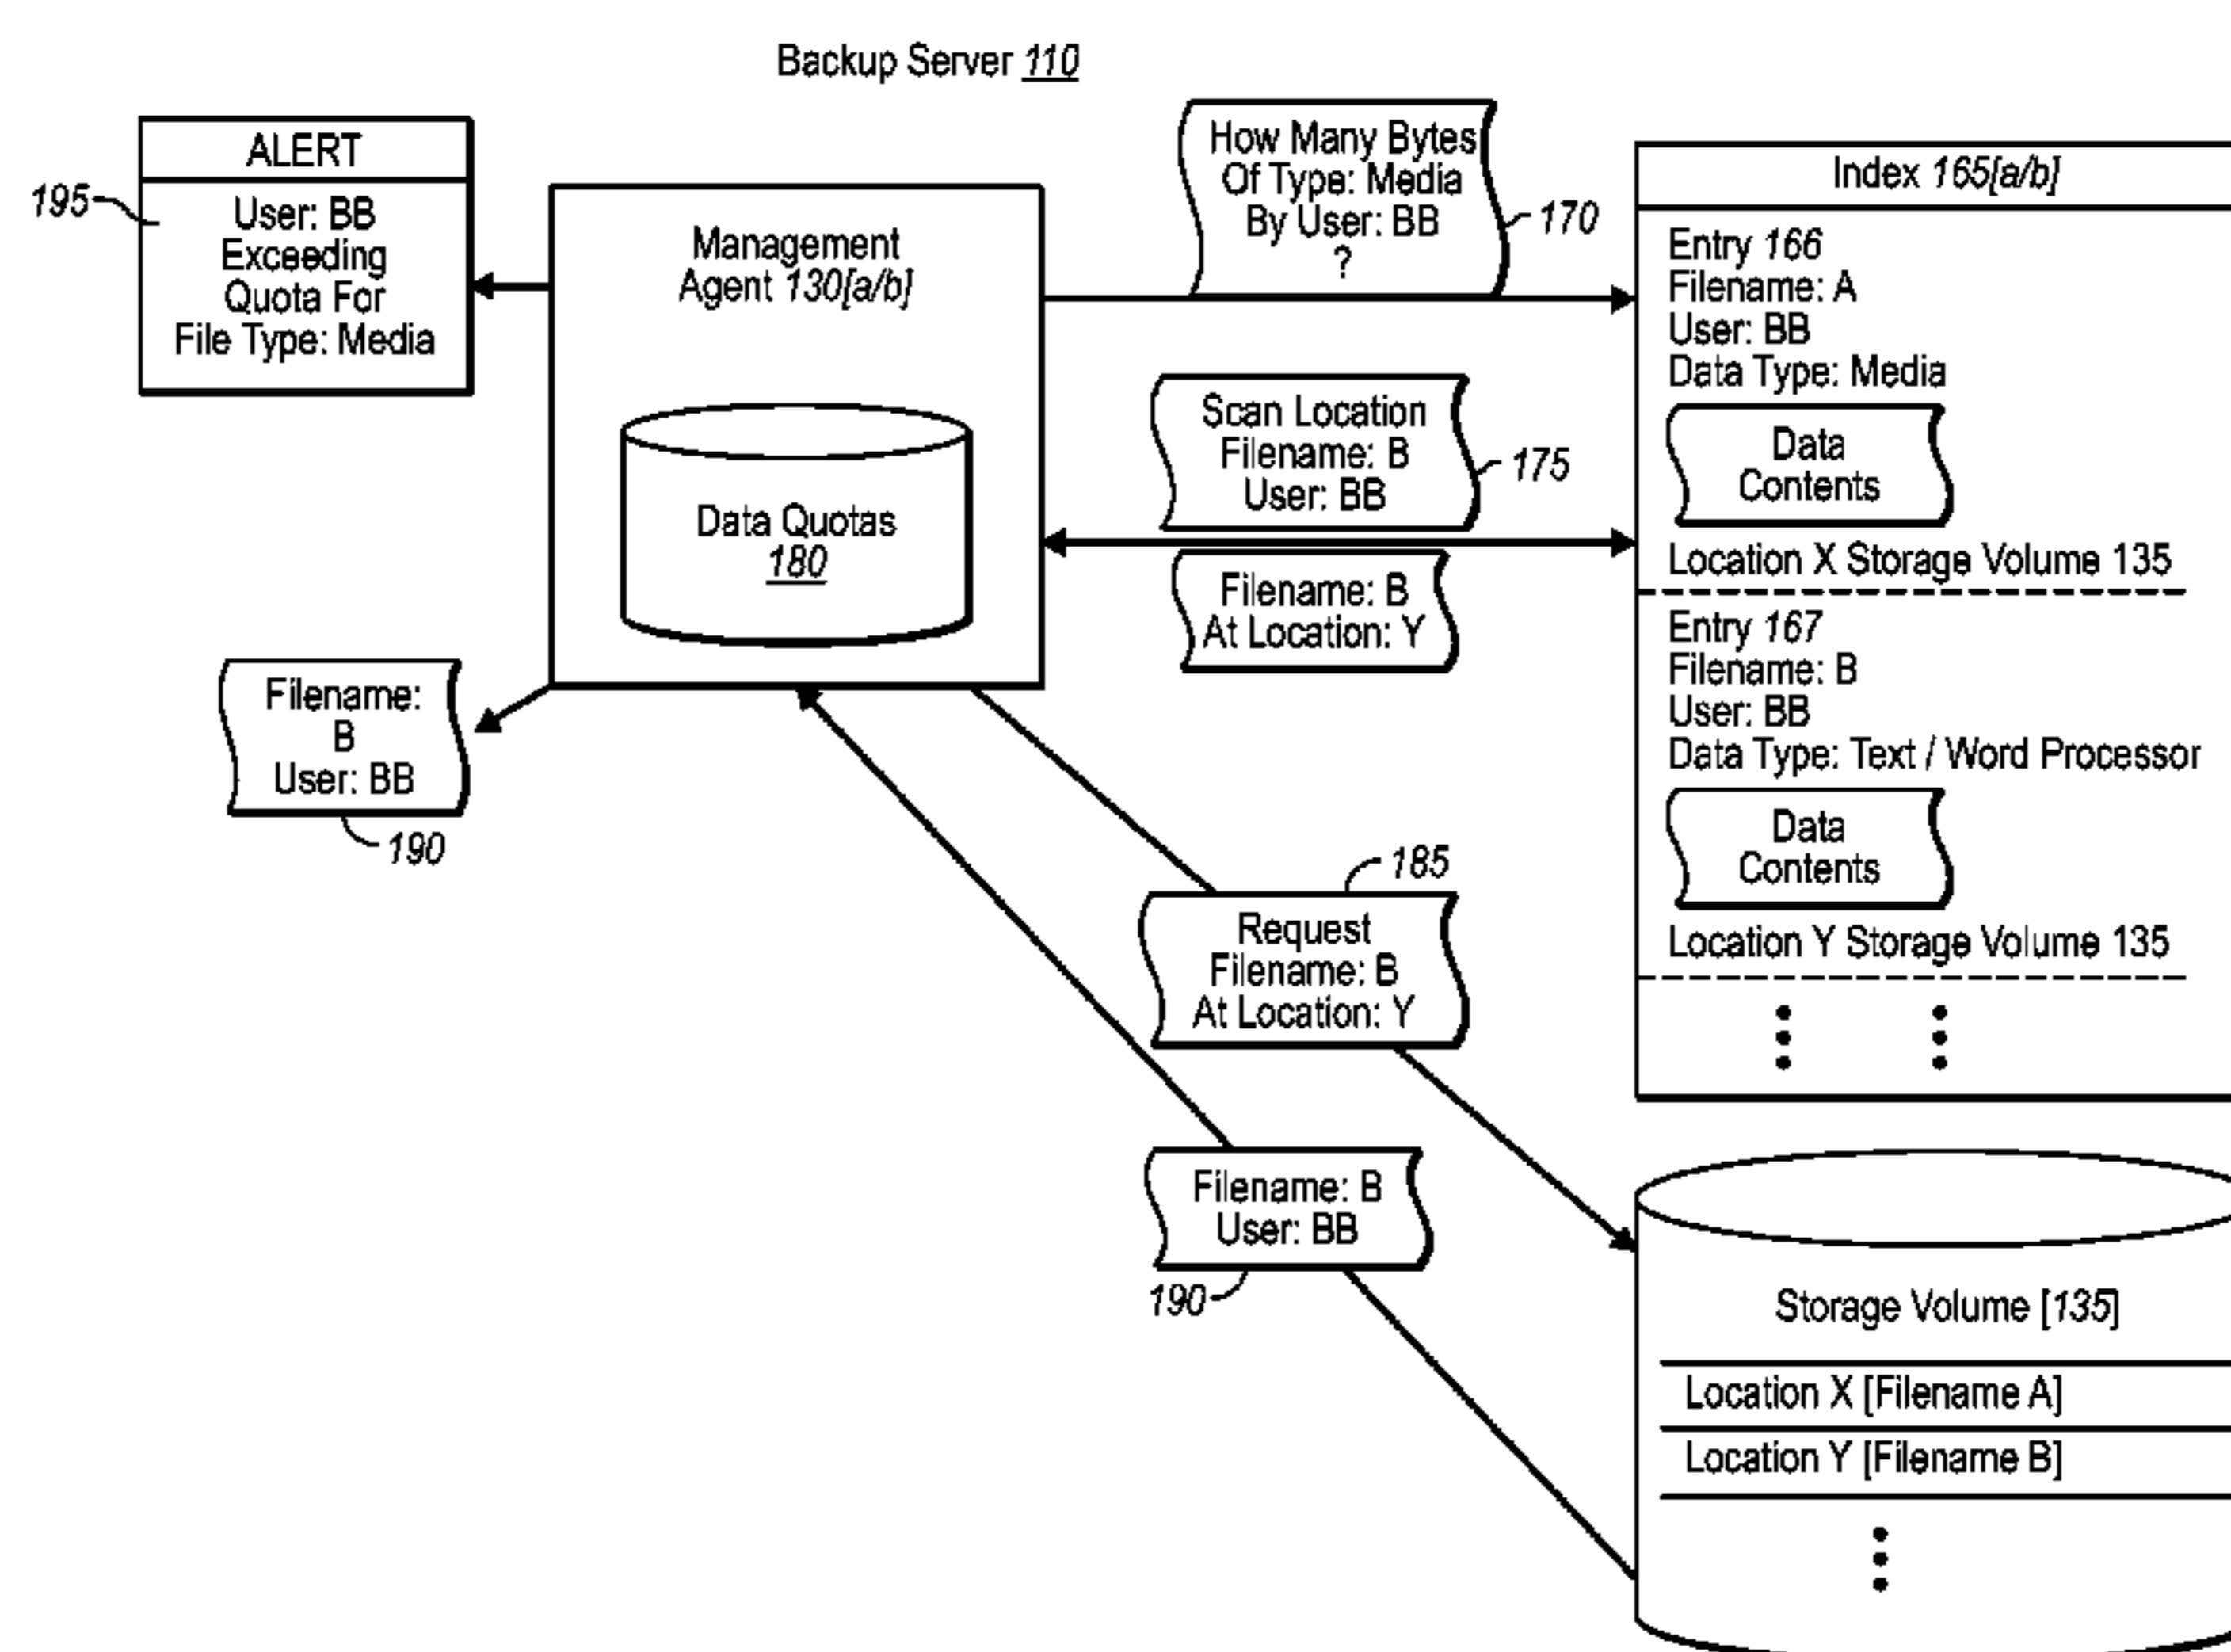 Backup Server 110
ALERT
User: BB
Exceeding
Quota For
File Type: Media
195
Management
Agent 130[a/b]
Data Quotas
180
How Many Bytes
Of Type: Media
By User: BB
?
170
Scan Location
Filename: B
User: BB
175
Filename: B
At Location: Y
Filename:
B
User: BB
190
185
Request
Filename: B
At Location: Y
Filename: B
User: BB
190
Index 165[a/b]
Entry 166
Filename: A
User: BB
Data Type: Media
Data
Contents
Location X Storage Volume 135
Entry 167
Filename: B
User: BB
Data Type: Text / Word Processor
Data
Contents
Location Y Storage Volume 135
Storage Volume [135]
Location X [Filename A]
Location Y [Filename B]